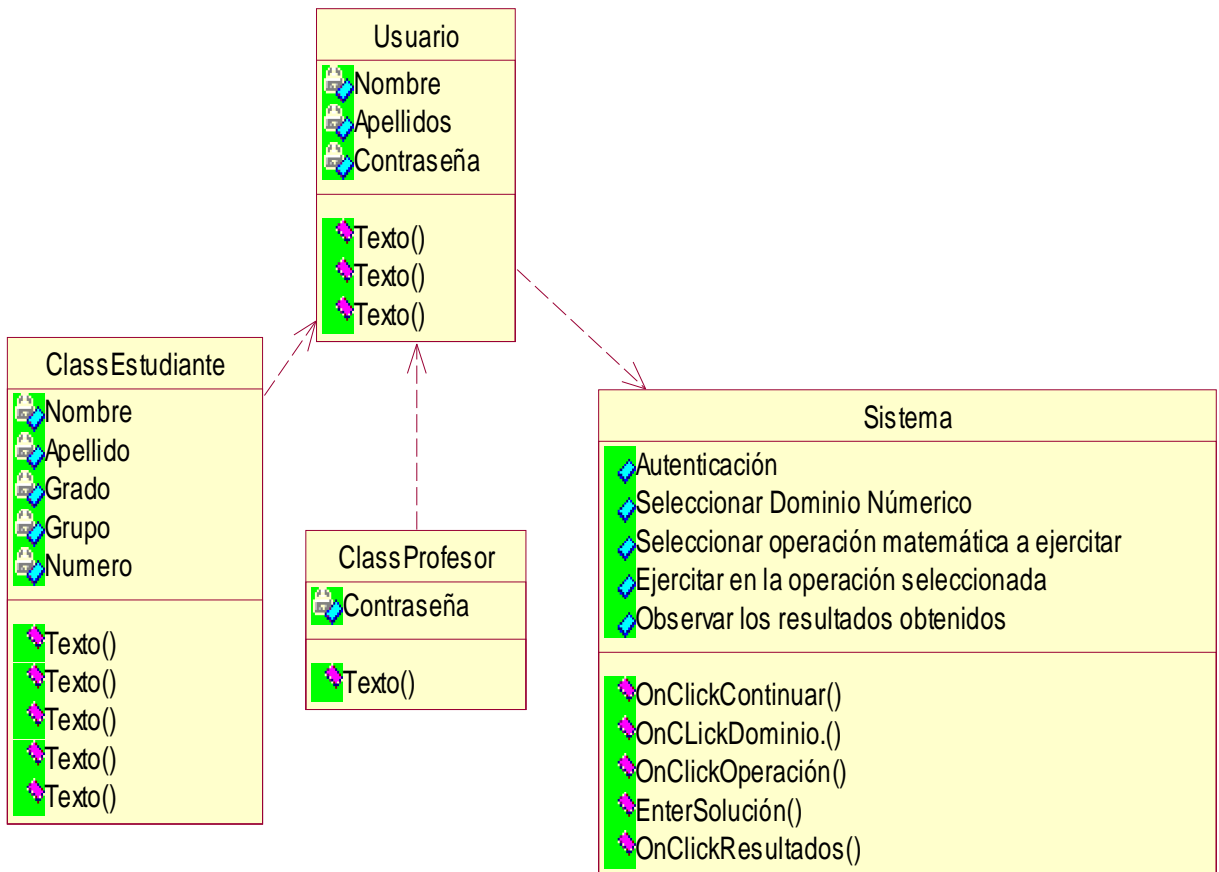 Usuario
Nombre
Apellidos
Contraseña
Texto()
Texto()
Texto()
ClassEstudiante
Nombre
Apellido
Grado
Grupo
Numero
Texto()
Texto()
Texto()
Texto()
Texto()
ClassProfesor
Contraseña
Texto()
Sistema
Autenticación
Seleccionar Dominio Númerico
Seleccionar operación matemática a ejercitar
Ejercitar en la operación seleccionada
Observar los resultados obtenidos
OnClickContinuar()
OnCLickDominio.()
OnClickOperación()
EnterSolución()
OnClickResultados()